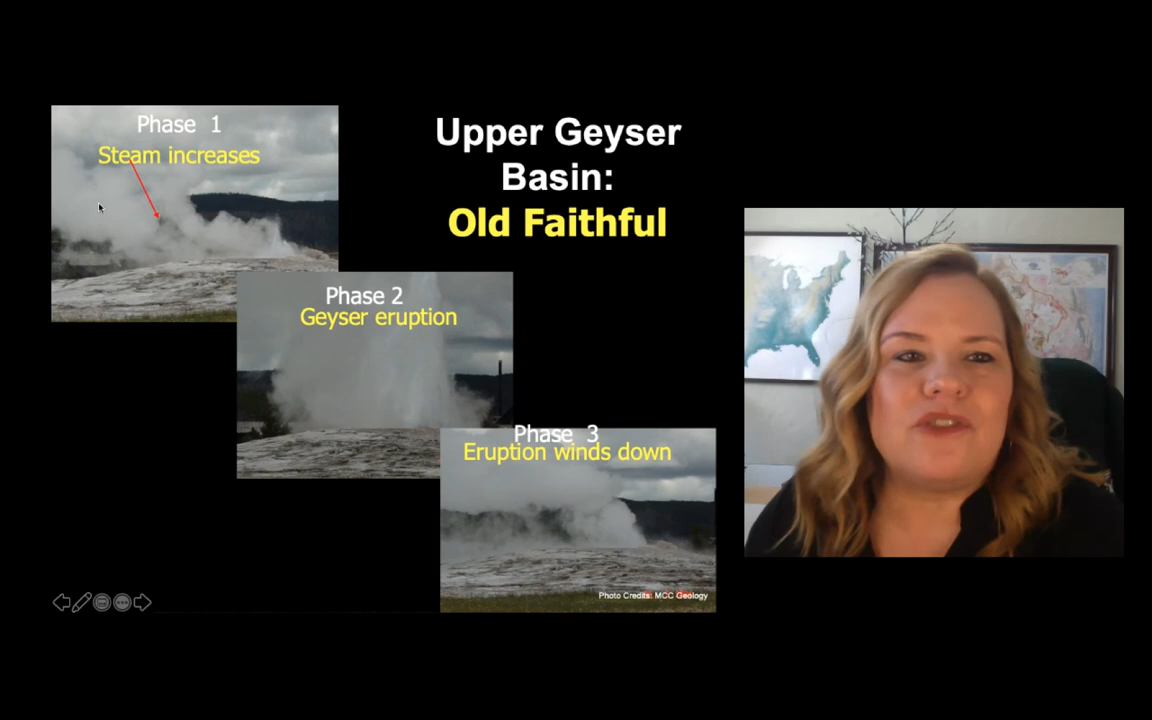 Phase 1
Steam increases
Upper Geyser
Basin:
Old Faithful
Phase 2
Geyser eruption
Phase 3
Eruption winds down
Photo Credits: MCC Geology